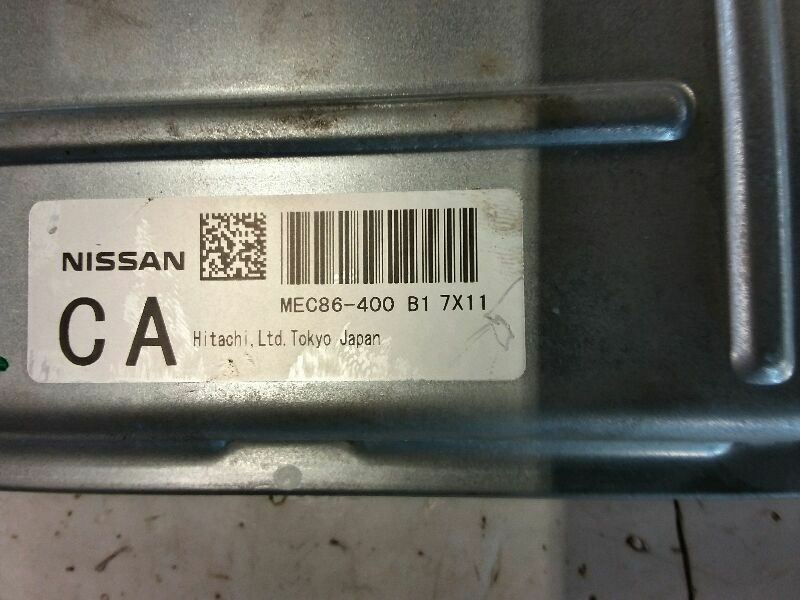 NISSAN
MEC86-400 B1 7X11
CA
Hitachi,Ltd.Tokyo Japan